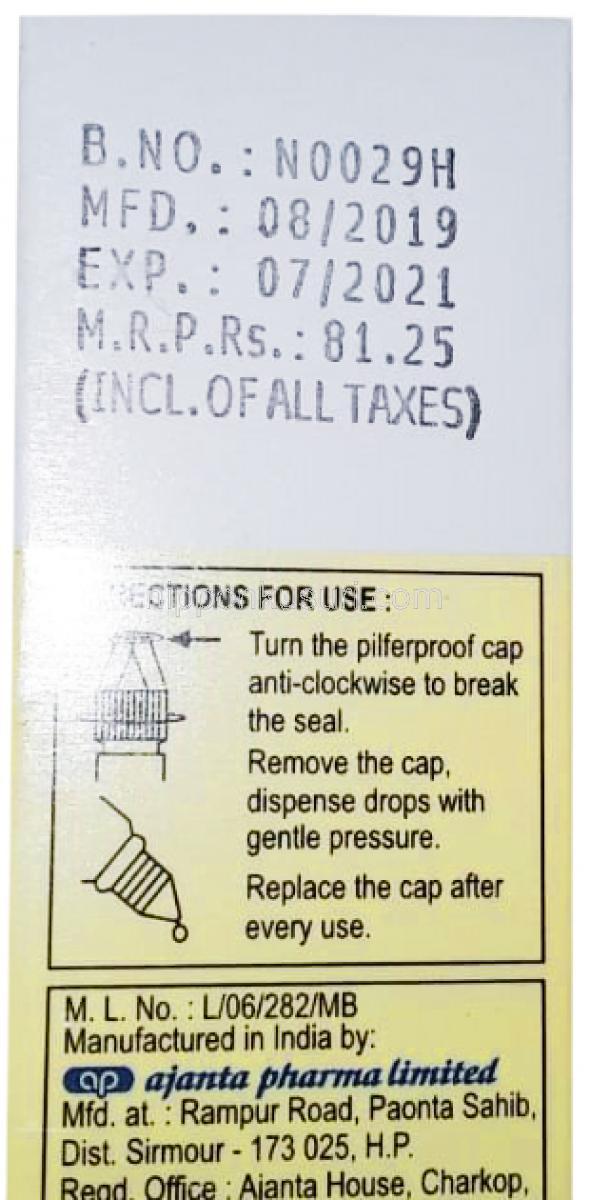 B.NO.: N0029H
MFD.: 08/2019
EXP.: 07/2021
M.R.P.Rs.: 81.25
(INCL.OF ALL TAXES)
FOR USE :
Turn the pilferproof cap
anti-clockwise to break
the seal.
Remove the cap,
dispense drops with
gentle pressure.
Replace the cap after
every use.
M. L. No. : L/06/282/MB
Manufactured in India by:
ap ajanta pharma limited
Mfd. at. : Rampur Road, Paonta Sahib,
Dist. Sirmour - 173 025, H.P.
Regd. Office : Ajanta House, Charkop,